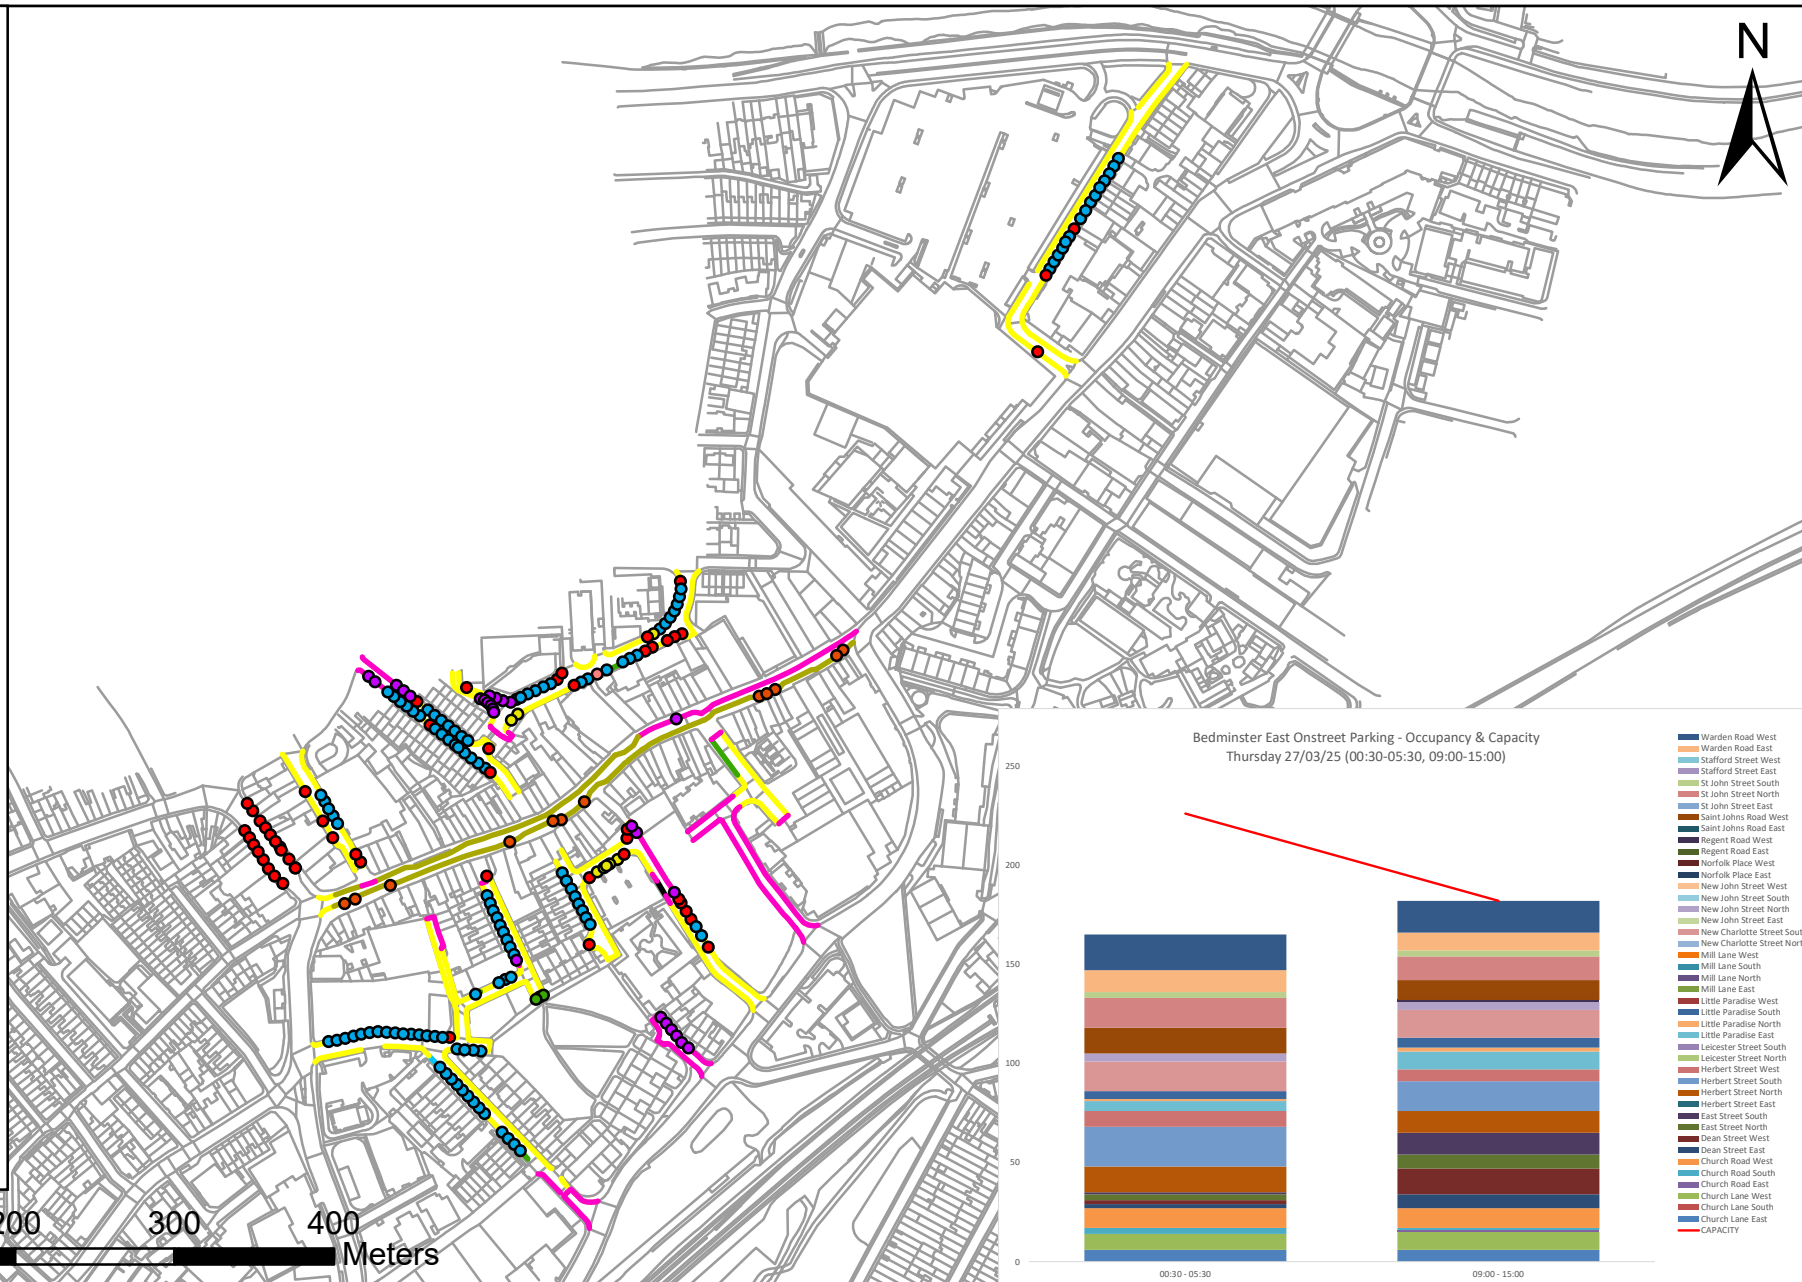 N
Bedminster East Onstreet Parking - Occupancy & Capacity
Thursday 27/03/25 (00:30-05:30, 09:00-15:00)
250
200
150
100
50
0
00:30 - 05:30
09:00 - 15:00
Warden Road West
Warden Road East
Stafford Street West
Stafford Street East
St John Street South
St John Street North
St John Street East
Saint Johns Road West
Saint Johns Road East
Regent Road West
Regent Road East
Norfolk Place West
Norfolk Place East
New John Street West
New John Street South
New John Street North
New John Street East
New Charlotte Street Sout
New Charlotte Street Nort
Mill Lane West
Mill Lane South
Mill Lane North
Mill Lane East
Little Paradise West
Little Paradise South
Little Paradise North
Little Paradise East
Leicester Street South
Leicester Street North
Herbert Street West
Herbert Street South
Herbert Street North
Herbert Street East
East Street South
East Street North
Dean Street West
Dean Street East
Church Road West
Church Road South
Church Road East
Church Lane West
Church Lane South
Church Lane East
CAPACITY
200 300 400
Meters